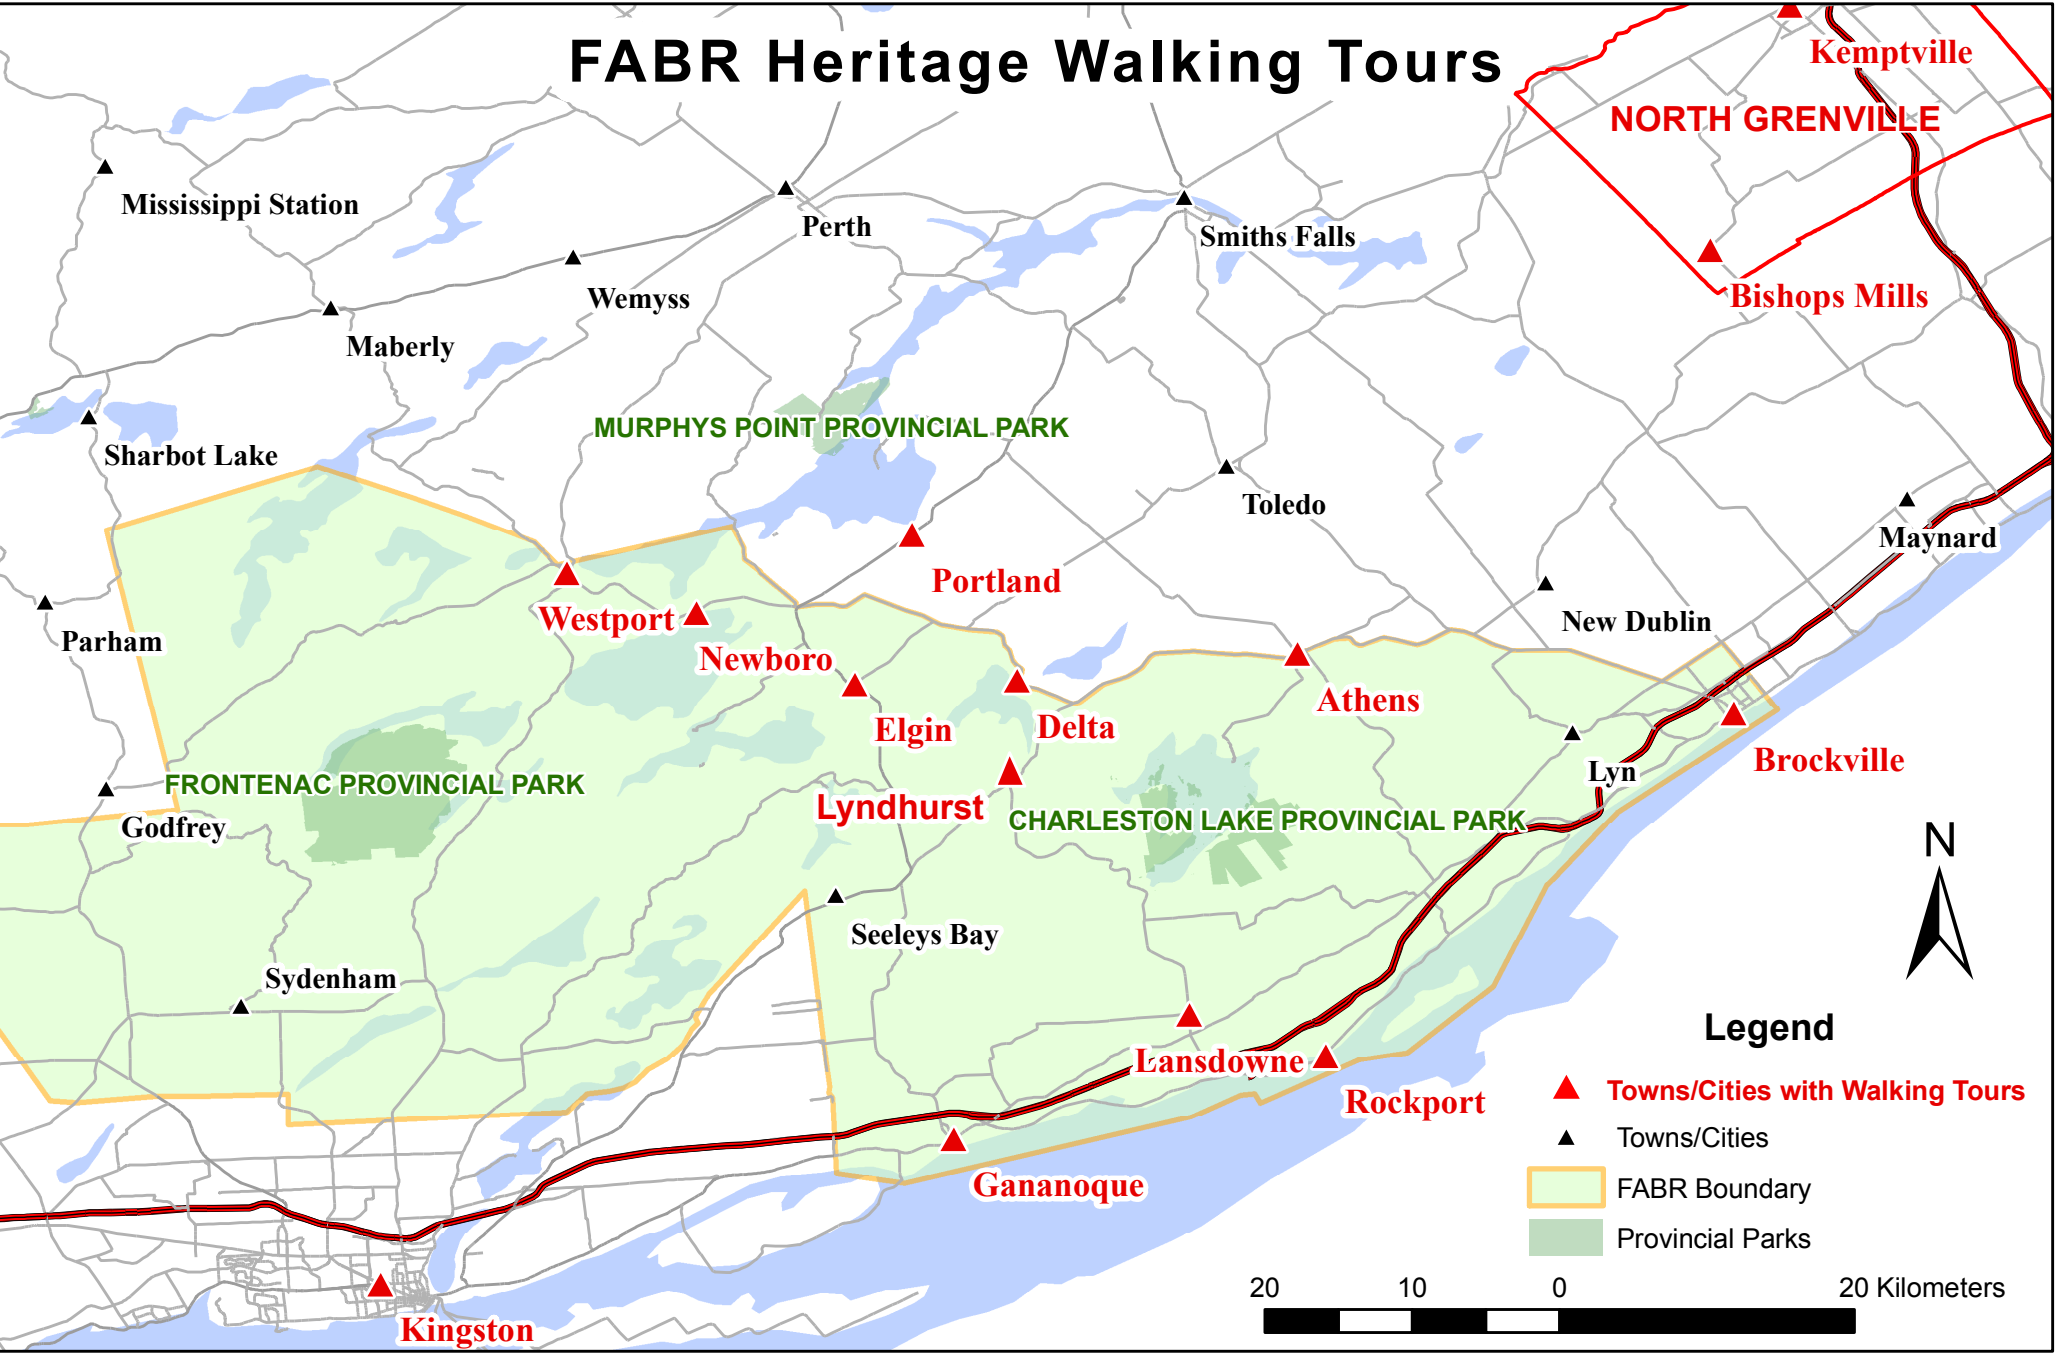 FABR Heritage Walking Tours
Kemptville
NORTH GRENVILLE
Mississippi Station
Perth
Smiths Falls
Wemyss
Bishops Mills
Maberly
MURPHYS POINT PROVINCIAL PARK
Sharbot Lake
Toledo
Maynard
Portland
Westport
New Dublin
Parham
Newboro
Athens
Elgin
Delta
Brockville
Lyn
FRONTENAC PROVINCIAL PARK
Lyndhurst
CHARLESTON LAKE PROVINCIAL PARK
Godfrey
N
Seeleys Bay
Sydenham
Legend
Lansdowne
Towns/Cities with Walking Tours
Rockport
Towns/Cities
Gananoque
FABR Boundary
Provincial Parks
20 10 0 20 Kilometers
Kingston